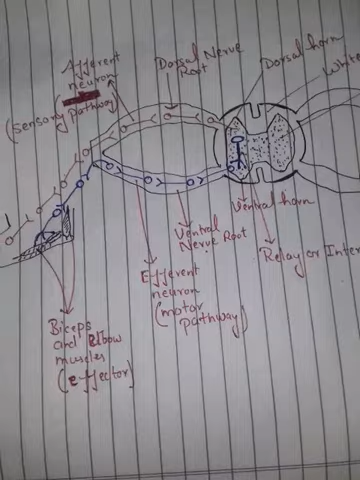 Afferent
neuron
(sensory pathway)
Dorsal Nerve
Root
Dorsal horn
White
Ventral horn
Ventral
Nerve Root
Relay or Inter
Efferent
neuron
(motor
pathway)
Biceps
and Elbow
muscles
(effector)